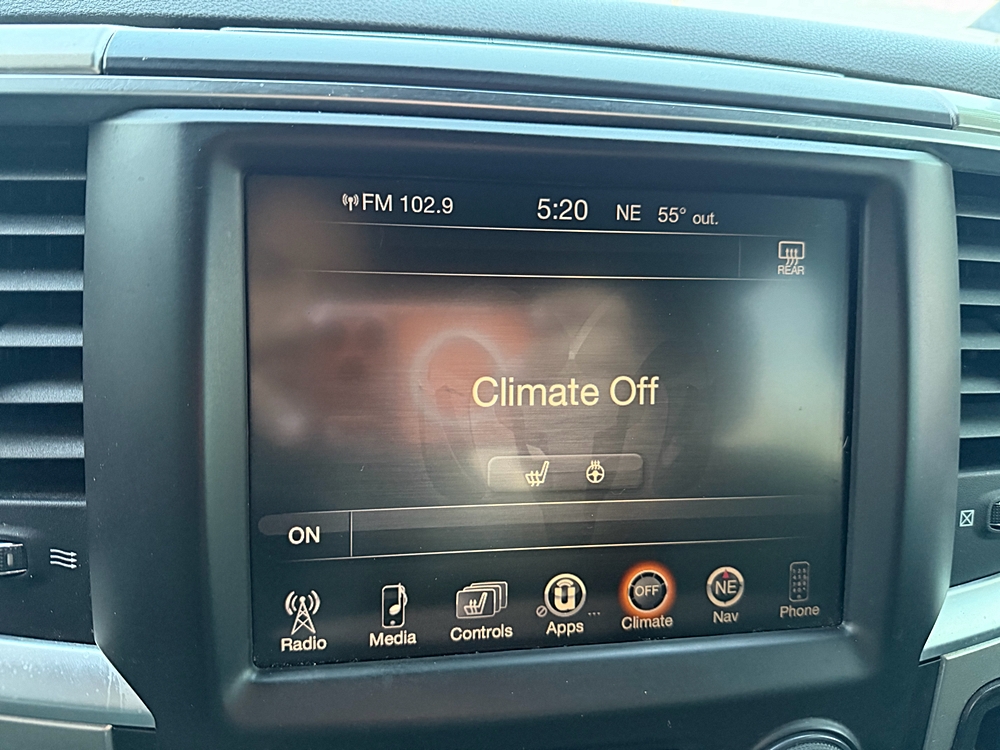 FM 102.9 5:20 NE 55° out.
REAR
Climate Off
ON
OFF NE
Radio Media Controls Apps ... Climate Nav Phone